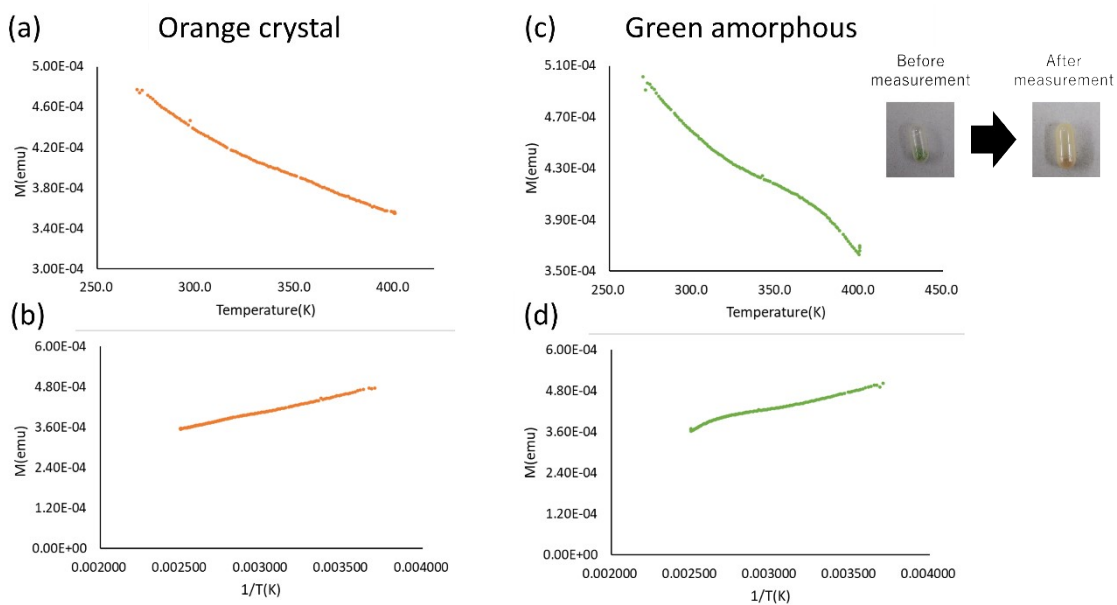 (a) Orange crystal
M(emu)
5.00E-04
4.60E-04
4.20E-04
3.80E-04
3.40E-04
3.00E-04
250.0 300.0 350.0 400.0
Temperature(K)
(b)
M(emu)
6.00E-04
4.80E-04
3.60E-04
2.40E-04
1.20E-04
0.00E+00
0.002000 0.002500 0.003000 0.003500 0.004000
1/T(K)
(c) Green amorphous
M(emu)
5.10E-04
4.70E-04
4.30E-04
3.90E-04
3.50E-04
250.0 300.0 350.0 400.0 450.0
Temperature(K)
Before
measurement
After
measurement
(d)
M(emu)
6.00E-04
4.80E-04
3.60E-04
2.40E-04
1.20E-04
0.00E+00
0.002000 0.002500 0.003000 0.003500 0.004000
1/T(K)